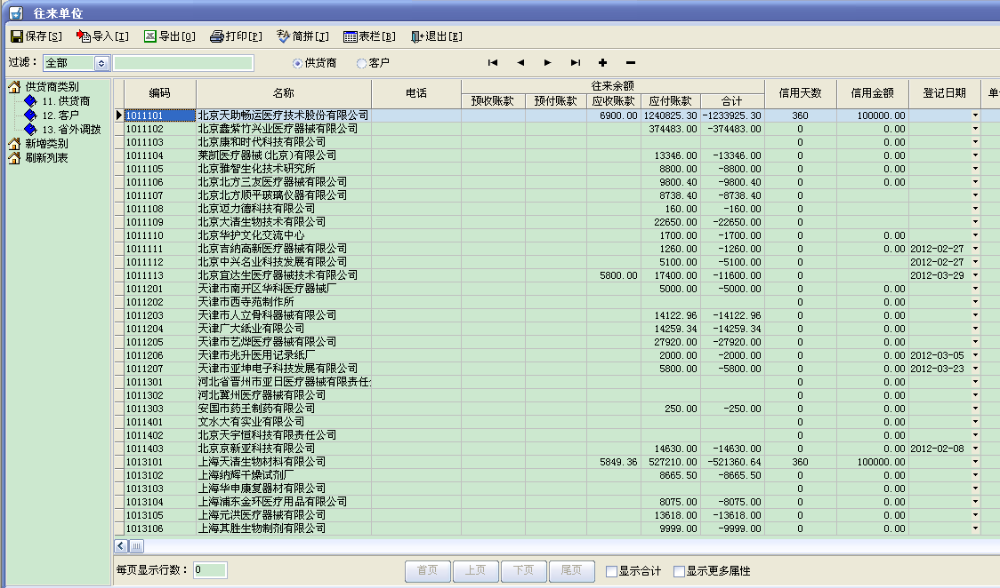 往来单位
保存[S] 导入[I] 导出[O] 打印[P] 简拼[J] 表栏[B] 退出[E]
过滤： 全部 供货商 客户
供货商类别
11.供货商
12.客户
13.省外调拨
新增类别
刷新列表
编码 名称 电话 往来余额 信用天数 信用金额 登记日期
预收账款 预付账款 应收账款 应付账款 合计
1011101 北京天助畅运医疗技术股份有限公司 6900.00 1240825.30 -1233925.30 360 100000.00
1011102 北京鑫紫竹兴业医疗器械有限公司 374483.00 -374483.00 0 0.00
1011103 北京康和时代科技有限公司 0 0.00
1011104 莱凯医疗器械(北京)有限公司 13346.00 -13346.00 0 0.00
1011105 北京雅智生化技术研究所 8800.00 -8800.00 0 0.00
1011106 北京北方三友医疗器械有限公司 9800.40 -9800.40 0 0.00
1011107 北京北方顺平玻璃仪器有限公司 8738.40 -8738.40 0
1011108 北京迈力德科技有限公司 160.00 -160.00 0
1011109 北京大清生物技术有限公司 22650.00 -22650.00 0
1011110 北京华护文化交流中心 1700.00 -1700.00 0 0.00
1011111 北京吉纳高新医疗器械有限公司 1260.00 -1260.00 0 0.00 2012-02-27
1011112 北京中兴名业科技发展有限公司 5100.00 -5100.00 0 2012-02-27
1011113 北京宜达生医疗器械技术有限公司 5800.00 17400.00 -11600.00 0 2012-03-29
1011201 天津市南开区华科医疗器械厂 5000.00 -5000.00 0 0.00
1011202 天津市西寺苑制作所 0 0.00
1011203 天津市人立骨科器械有限公司 14122.96 -14122.96 0 0.00
1011204 天津广大纸业有限公司 14259.34 -14259.34 0 0.00
1011205 天津市艺烨医疗器械有限公司 27920.00 -27920.00 0 0.00
1011206 天津市兆升医用记录纸厂 2000.00 -2000.00 0 0.00 2012-03-05
1011207 天津市亚坤电子科技发展有限公司 5800.00 -5800.00 0 0.00 2012-03-23
1011301 河北省晋州市亚日医疗器械有限责任 0 0.00
1011302 河北冀州医疗器械有限公司 0 0.00
1011303 安国市药王制药有限公司 250.00 -250.00 0 0.00
1011401 文水大有实业有限公司 0 0.00
1011402 北京天宇恒科技有限责任公司 0 0.00
1011403 北京京新亚科技有限公司 14630.00 -14630.00 0 0.00 2012-02-08
1013101 上海天清生物材料有限公司 5849.36 527210.00 -521360.64 360 100000.00
1013102 上海纳辉干燥试剂厂 8665.50 -8665.50 0 0.00
1013103 上海华申康复器材有限公司 0 0.00
1013104 上海浦东金环医疗用品有限公司 8075.00 -8075.00 0 0.00
1013105 上海元洪医疗器械有限公司 13618.00 -13618.00 0 0.00
1013106 上海其胜生物制剂有限公司 9999.00 -9999.00 0 0.00
每页显示行数： 0 首页 上页 下页 尾页 显示合计 显示更多属性